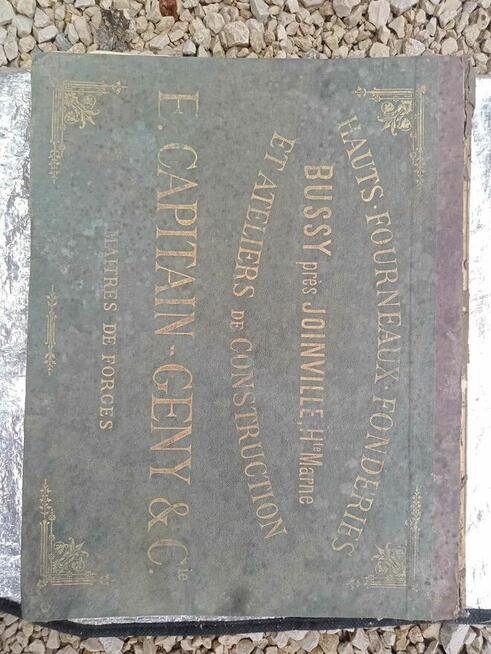 HAUTS-FOURNEAUX-FONDERIES
BUSSY près JOINVILLE, Hte Marne
ET ATELIERS DE CONSTRUCTION
E. CAPITAIN-GENY & Cie
MAITRES DE FORGES